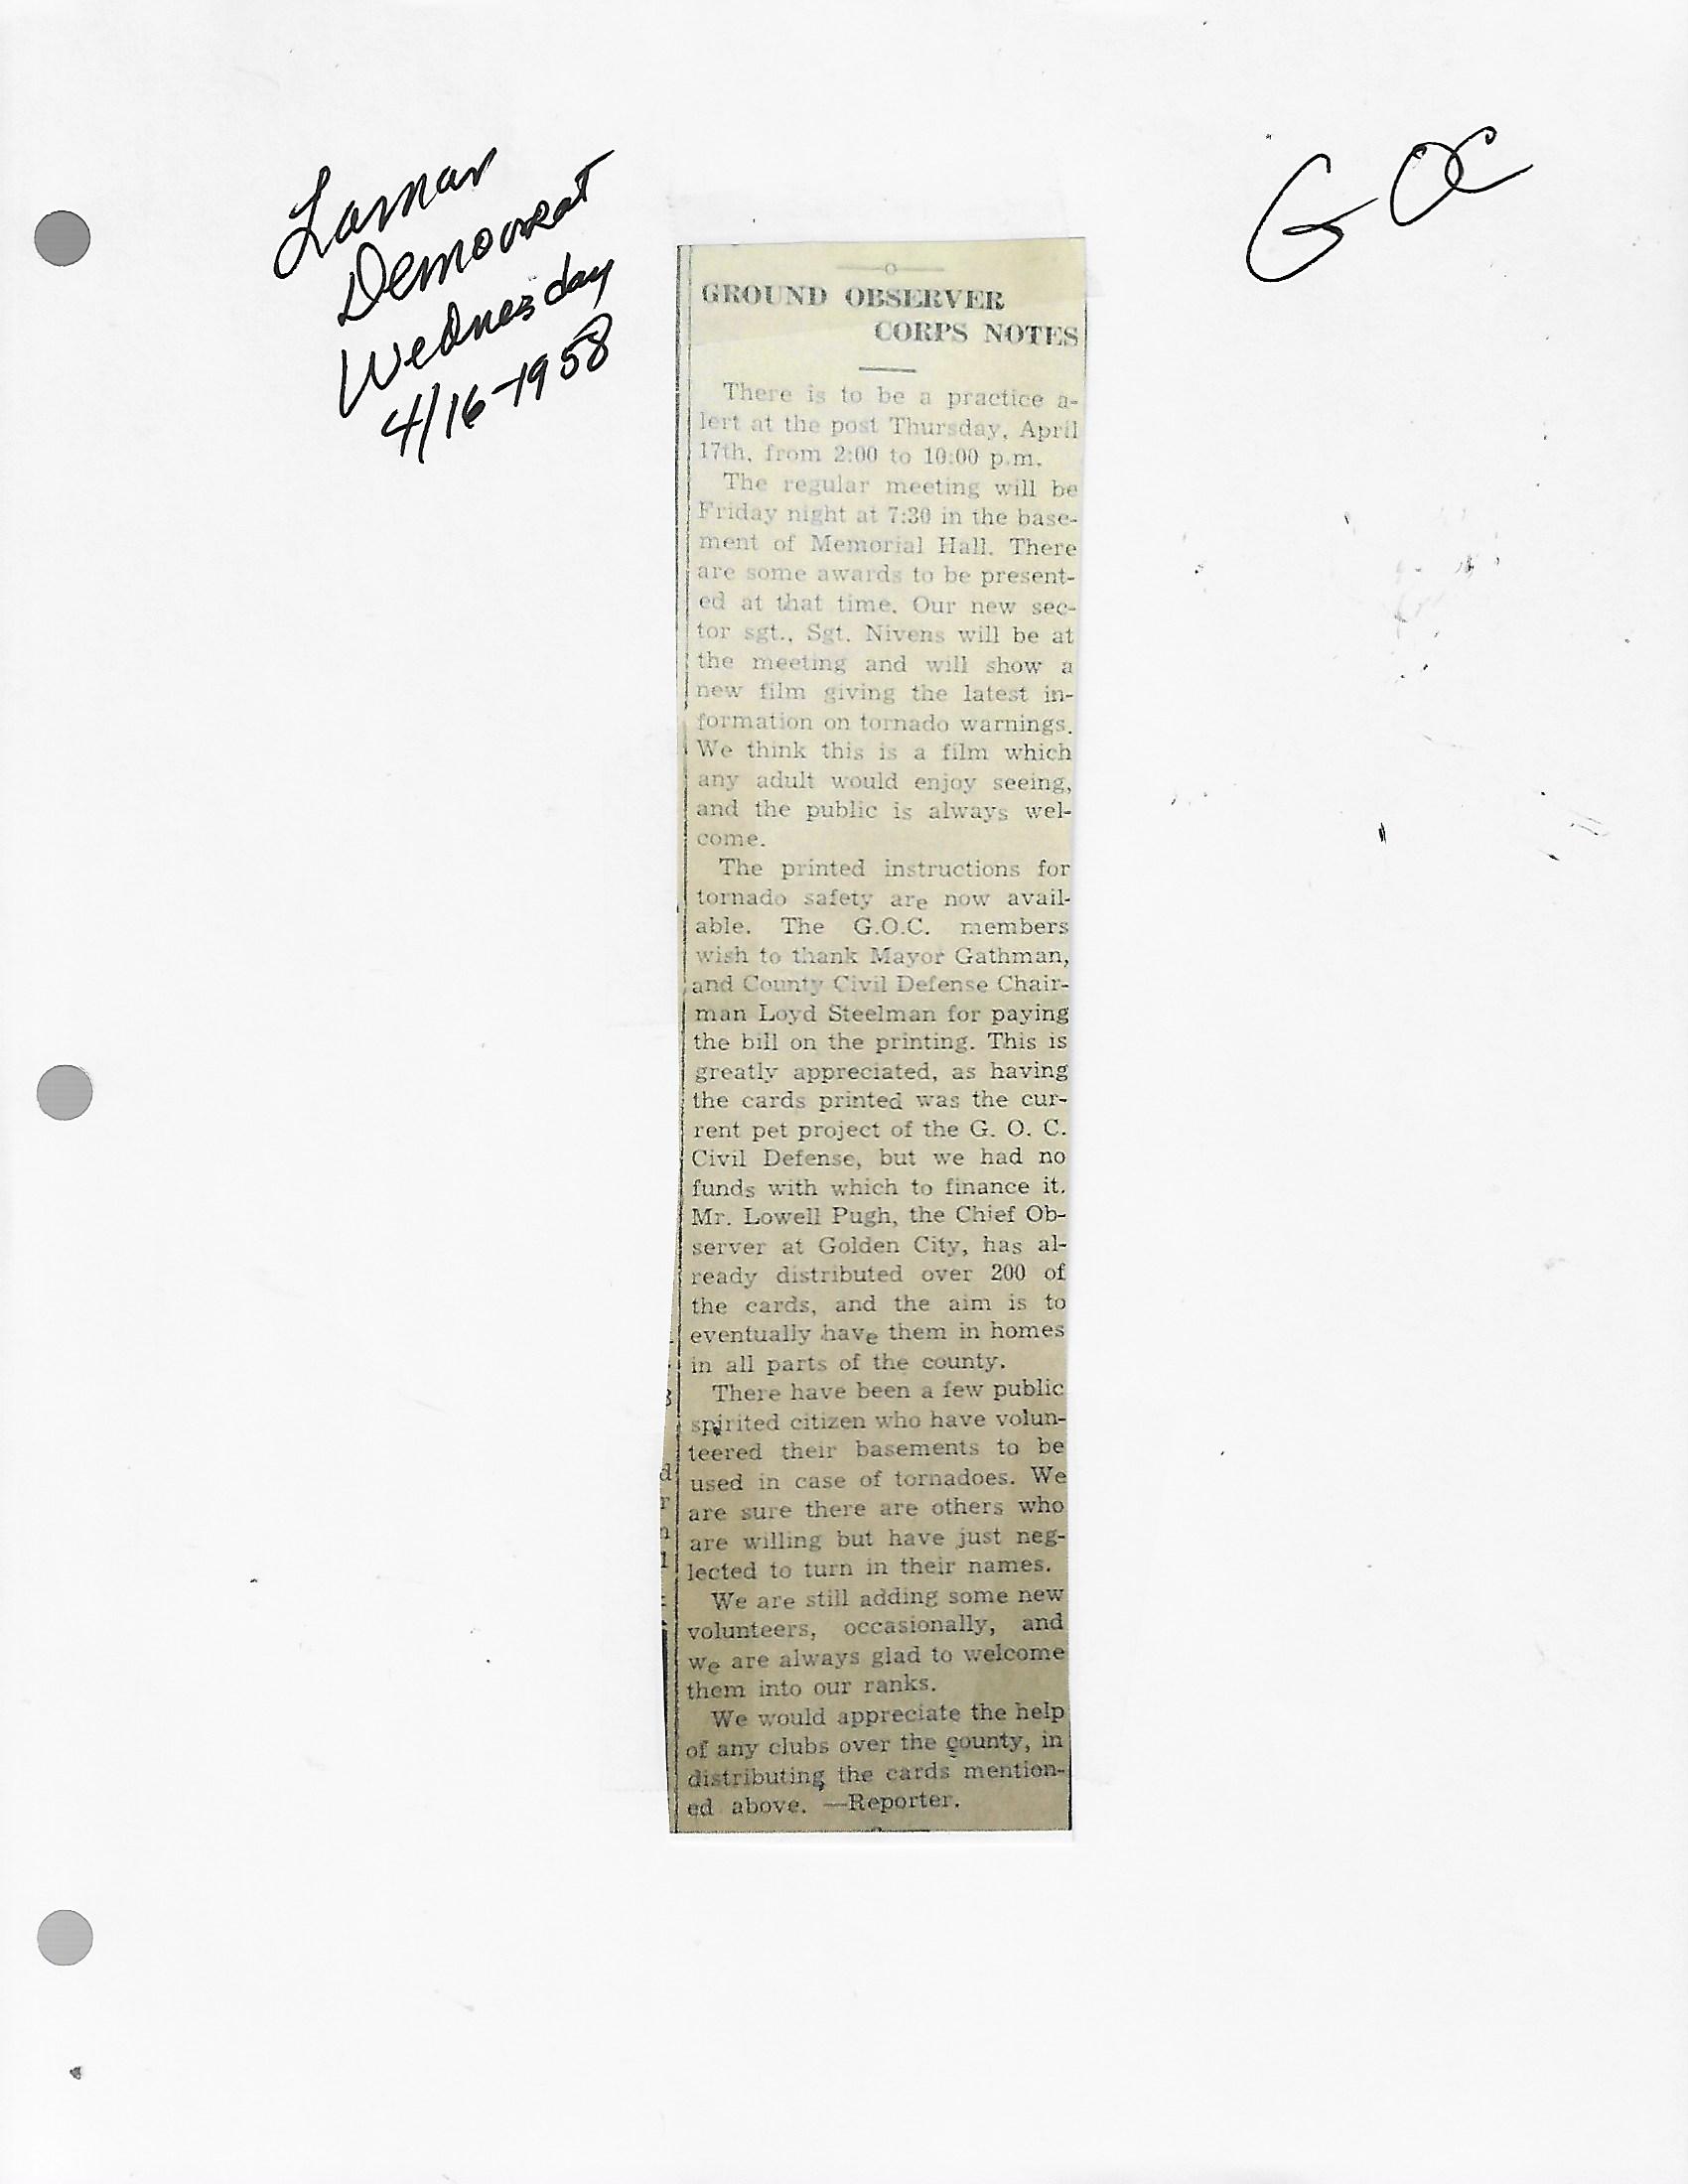 Lamar
Democrat
Wednesday
4/16-1958
GOC
GROUND OBSERVER
CORPS NOTES
There is to be a practice a-
lert at the post Thursday, April
17th, from 2:00 to 10:00 p.m.
The regular meeting will be
Friday night at 7:30 in the base-
ment of Memorial Hall. There
are some awards to be present-
ed at that time. Our new sec-
tor sgt., Sgt. Nivens will be at
the meeting and will show a
new film giving the latest in-
formation on tornado warnings.
We think this is a film which
any adult would enjoy seeing,
and the public is always wel-
come.
The printed instructions for
tornado safety are now avail-
able. The G.O.C. members
wish to thank Mayor Gathman,
and County Civil Defense Chair-
man Loyd Steelman for paying
the bill on the printing. This is
greatly appreciated, as having
the cards printed was the cur-
rent pet project of the G. O. C.
Civil Defense, but we had no
funds with which to finance it.
Mr. Lowell Pugh, the Chief Ob-
server at Golden City, has al-
ready distributed over 200 of
the cards, and the aim is to
eventually have them in homes
in all parts of the county.
There have been a few public
spirited citizen who have volun-
teered their basements to be
used in case of tornadoes. We
are sure there are others who
are willing but have just neg-
lected to turn in their names.
We are still adding some new
volunteers, occasionally, and
we are always glad to welcome
them into our ranks.
We would appreciate the help
of any clubs over the county, in
distributing the cards mention-
ed above. —Reporter.